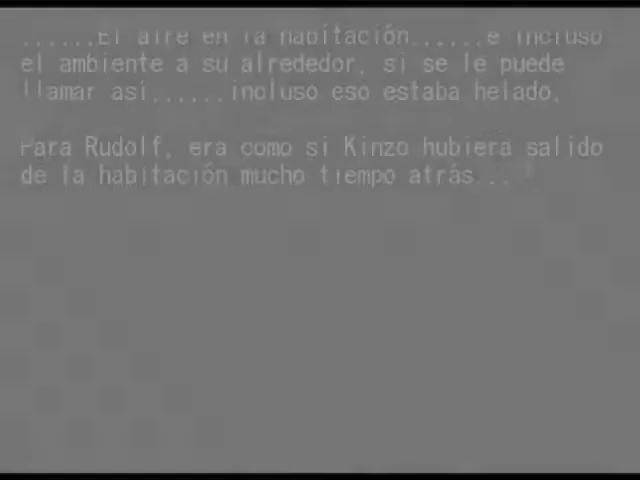 ......El aire en la habitación......e incluso
el ambiente a su alrededor, si se le puede
llamar así......incluso eso estaba helado.
Para Rudolf, era como si Kinzo hubiera salido
de la habitación mucho tiempo atrás...